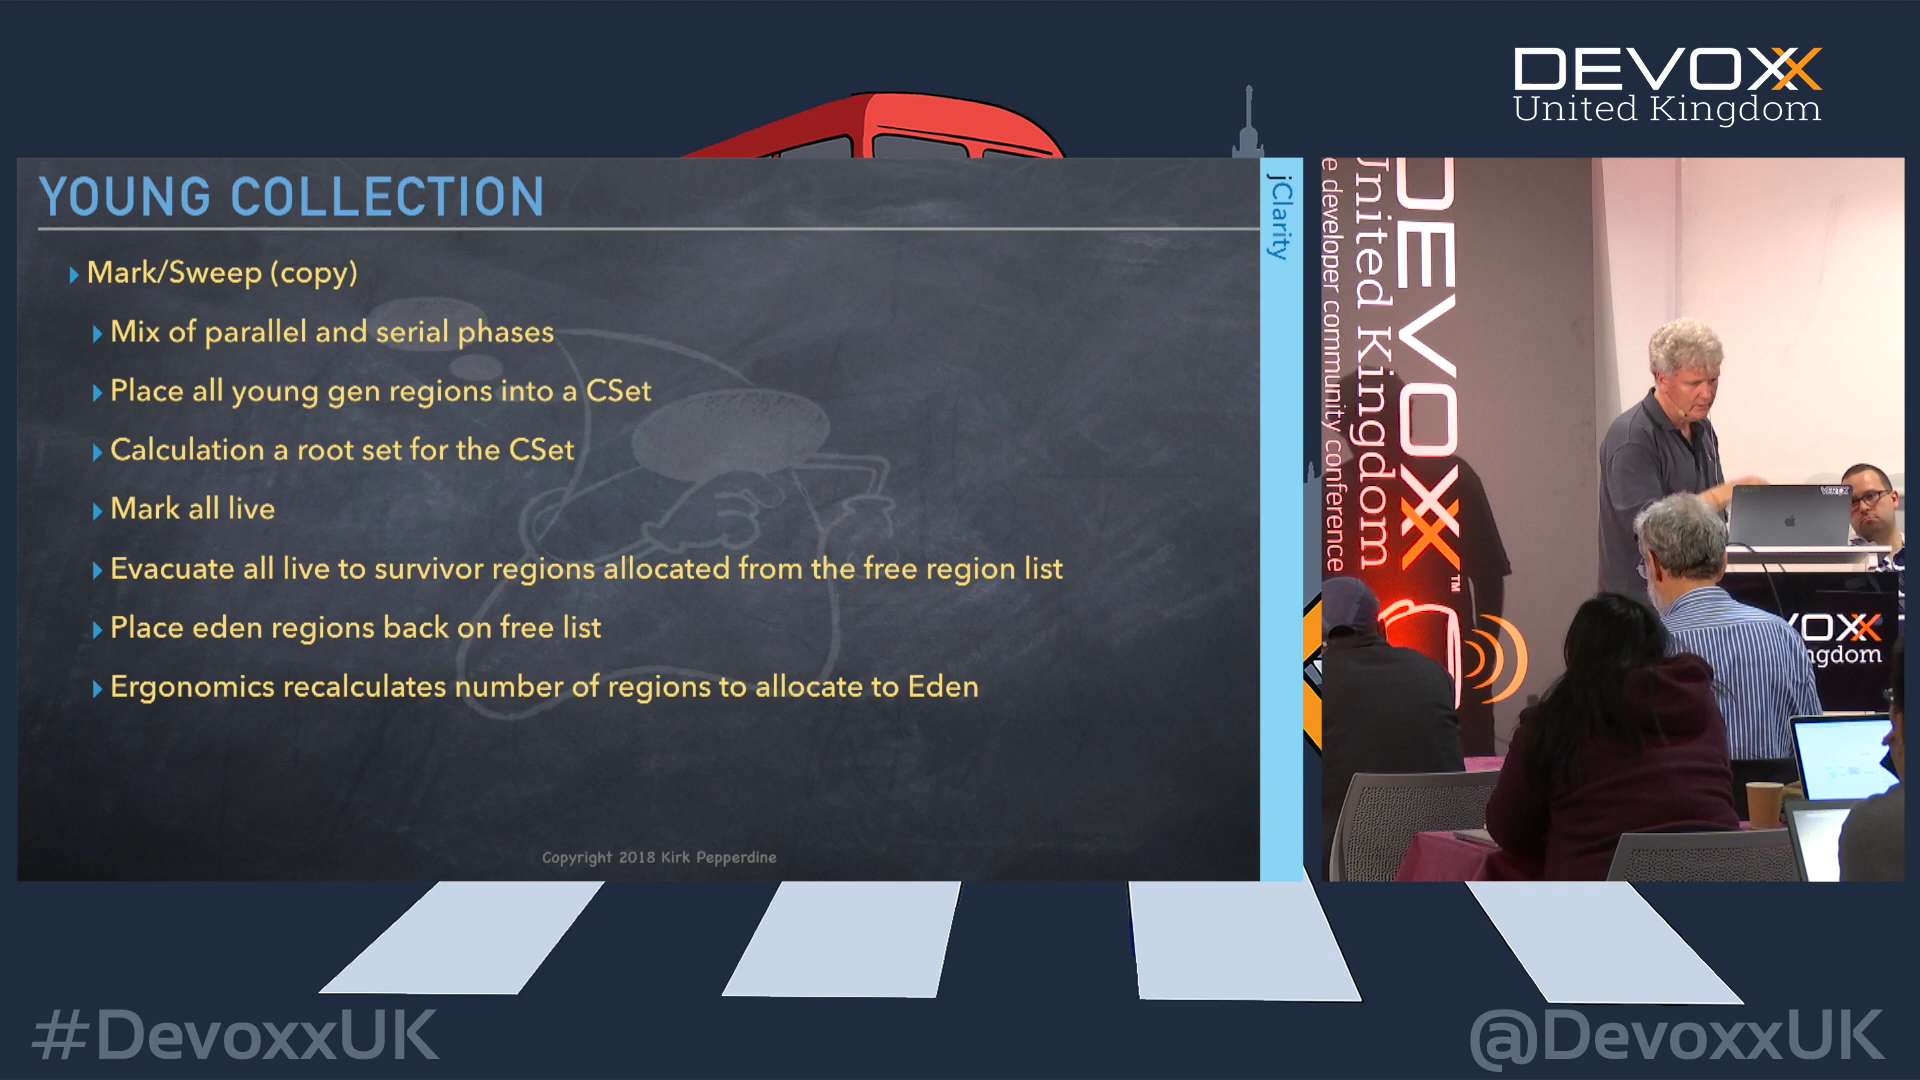 DEVOXX
United Kingdom
YOUNG COLLECTION
jClarity
Mark/Sweep (copy)
Mix of parallel and serial phases
Place all young gen regions into a CSet
Calculation a root set for the CSet
Mark all live
Evacuate all live to survivor regions allocated from the free region list
Place eden regions back on free list
Ergonomics recalculates number of regions to allocate to Eden
Copyright 2018 Kirk Pepperdine
DEVOXX™
United Kingdom
e developer community conference
VERT.X
VOXX
ngdom
#DevoxxUK
@DevoxxUK